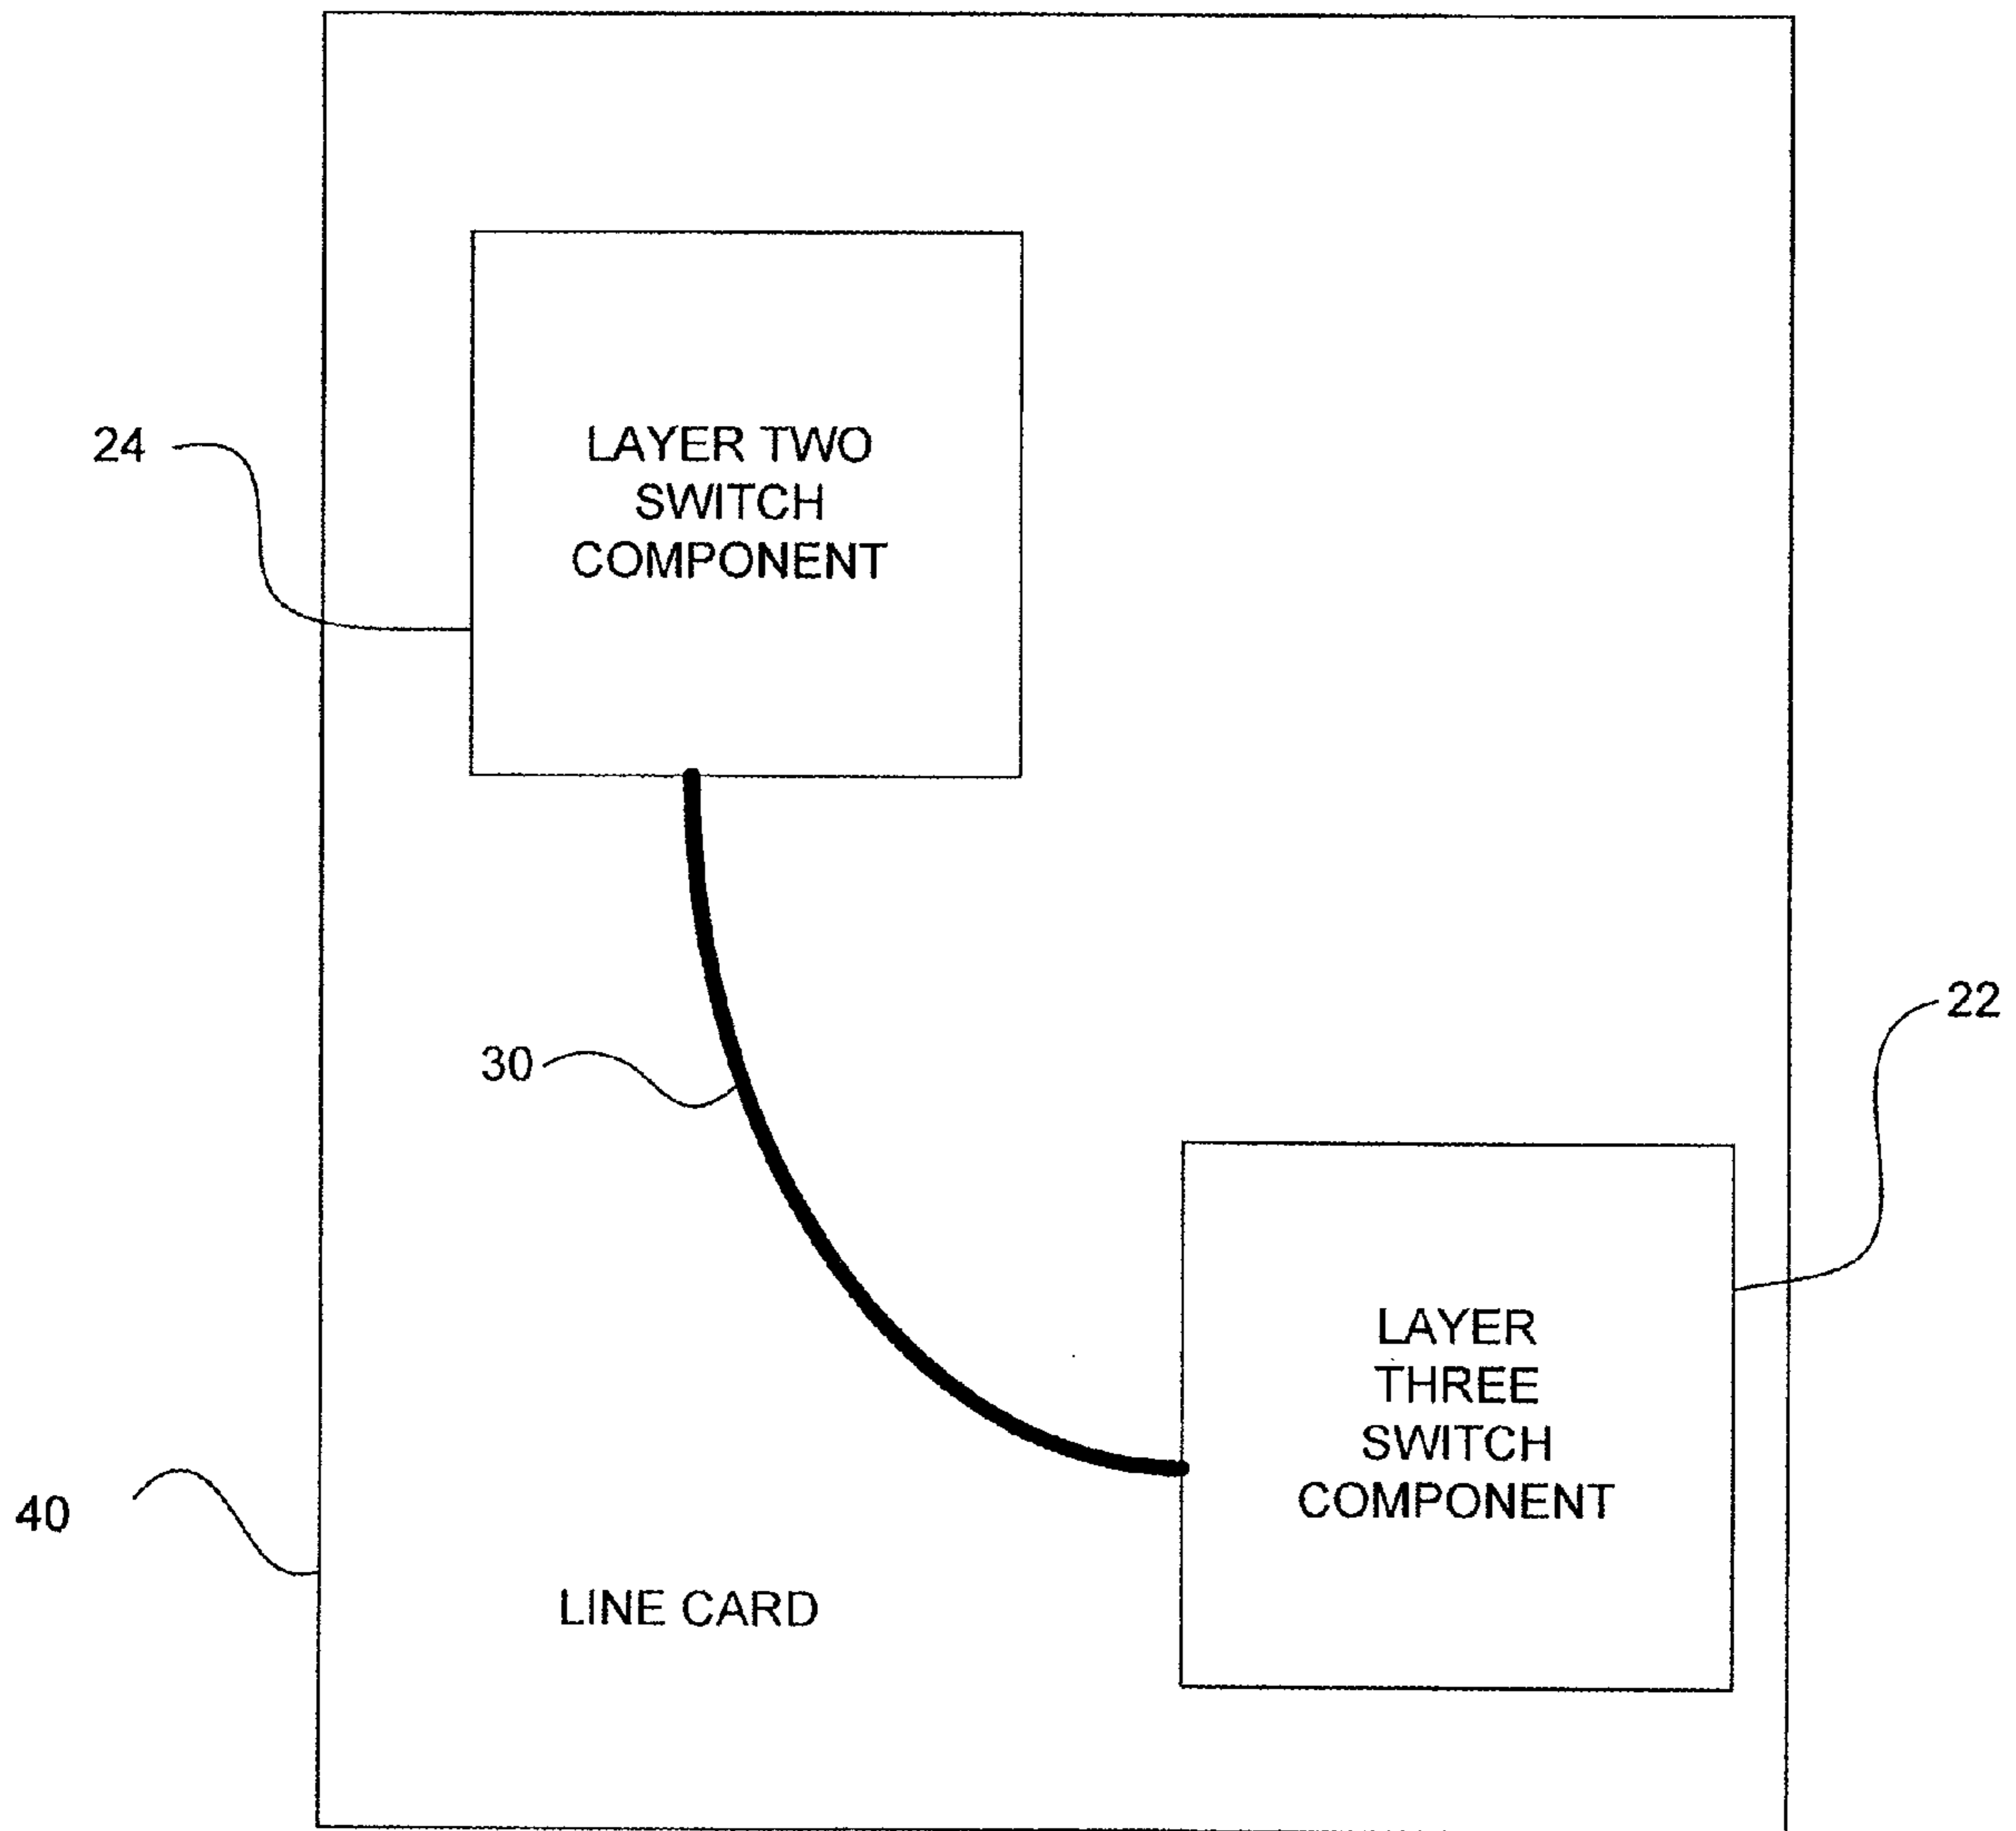 24
LAYER TWO
SWITCH
COMPONENT
22
30
LAYER
THREE
SWITCH
COMPONENT
40
LINE CARD